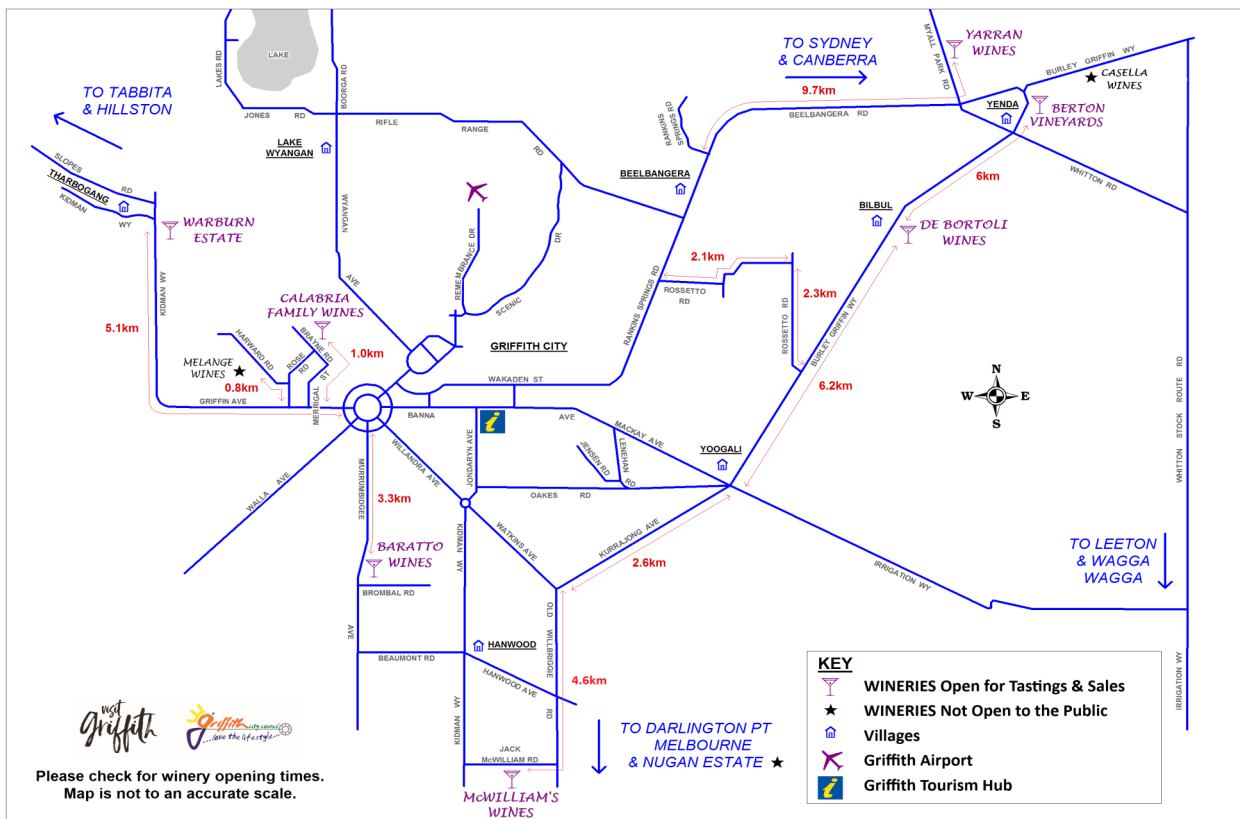 TO TABBITA
& HILLSTON
LAKES RD
LAKE
BOORGA RD
JONES RD
RIFLE RANGE RD
LAKE
WYANGAN
WYANGAN AVE
SLOPES RD
THARBOGANG
KIDMAN WY
WARBURN
ESTATE
KIDMAN WY
5.1km
CALABRIA
FAMILY WINES
HARWARD RD
ROSE RD
BRAYNE RD
MERRIGAL ST
1.0km
MELANGE
WINES
0.8km
GRIFFIN AVE
REMEMBRANCE DR
SCENIC DR
GRIFFITH CITY
WAKADEN ST
BANNA AVE
TO SYDNEY
& CANBERRA
9.7km
MYALL PARK RD
YARRAN
WINES
BURLEY GRIFFIN WY
CASELLA
WINES
YENDA
BERTON
VINEYARDS
BEELBANGERA RD
RANKINS
SPRINGS RD
BEELBANGERA
WHITTON RD
6km
BILBUL
DE BORTOLI
WINES
RANKINS SPRINGS RD
2.1km
ROSSETTO
RD
2.3km
ROSSETTO RD
BURLEY GRIFFIN WY
6.2km
N
W E
S
WHITTON STOCK ROUTE RD
MACKAY AVE
LENEHAN RD
JENSEN RD
YOOGALI
JONDARYN AVE
OAKES RD
WALLA AVE
MURRUMBIDGEE AVE
WILLANDRA AVE
3.3km
BARATTO
WINES
BROMBAL RD
KIDMAN WY
WATKINS AVE
KURRAJONG AVE
2.6km
IRRIGATION WY
TO LEETON
& WAGGA
WAGGA
IRRIGATION WY
HANWOOD
BEAUMONT RD
HANWOOD AVE
OLD WILLBRIGGIE RD
4.6km
KIDMAN WY
JACK
McWILLIAM RD
McWILLIAM'S
WINES
TO DARLINGTON PT
MELBOURNE
& NUGAN ESTATE
visit
griffith
griffith city council
...love the lifestyle...
Please check for winery opening times.
Map is not to an accurate scale.
KEY
WINERIES Open for Tastings & Sales
WINERIES Not Open to the Public
Villages
Griffith Airport
i Griffith Tourism Hub